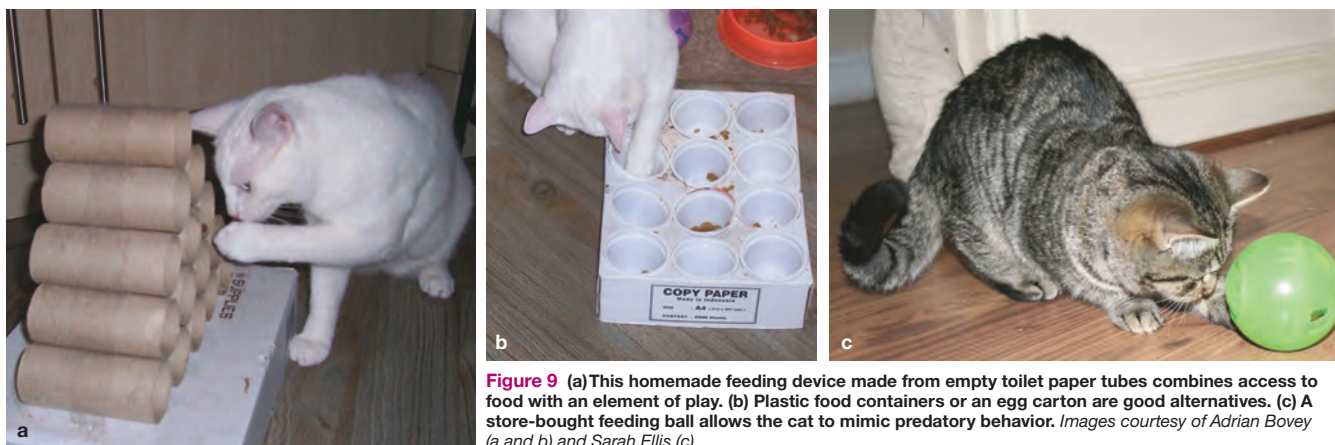 SUPPLIES
a
COPY PAPER
Made in Indonesia
A4
b
c
Figure 9 (a)This homemade feeding device made from empty toilet paper tubes combines access to
food with an element of play. (b) Plastic food containers or an egg carton are good alternatives. (c) A
store-bought feeding ball allows the cat to mimic predatory behavior. Images courtesy of Adrian Bovey
(a and b) and Sarah Ellis (c)